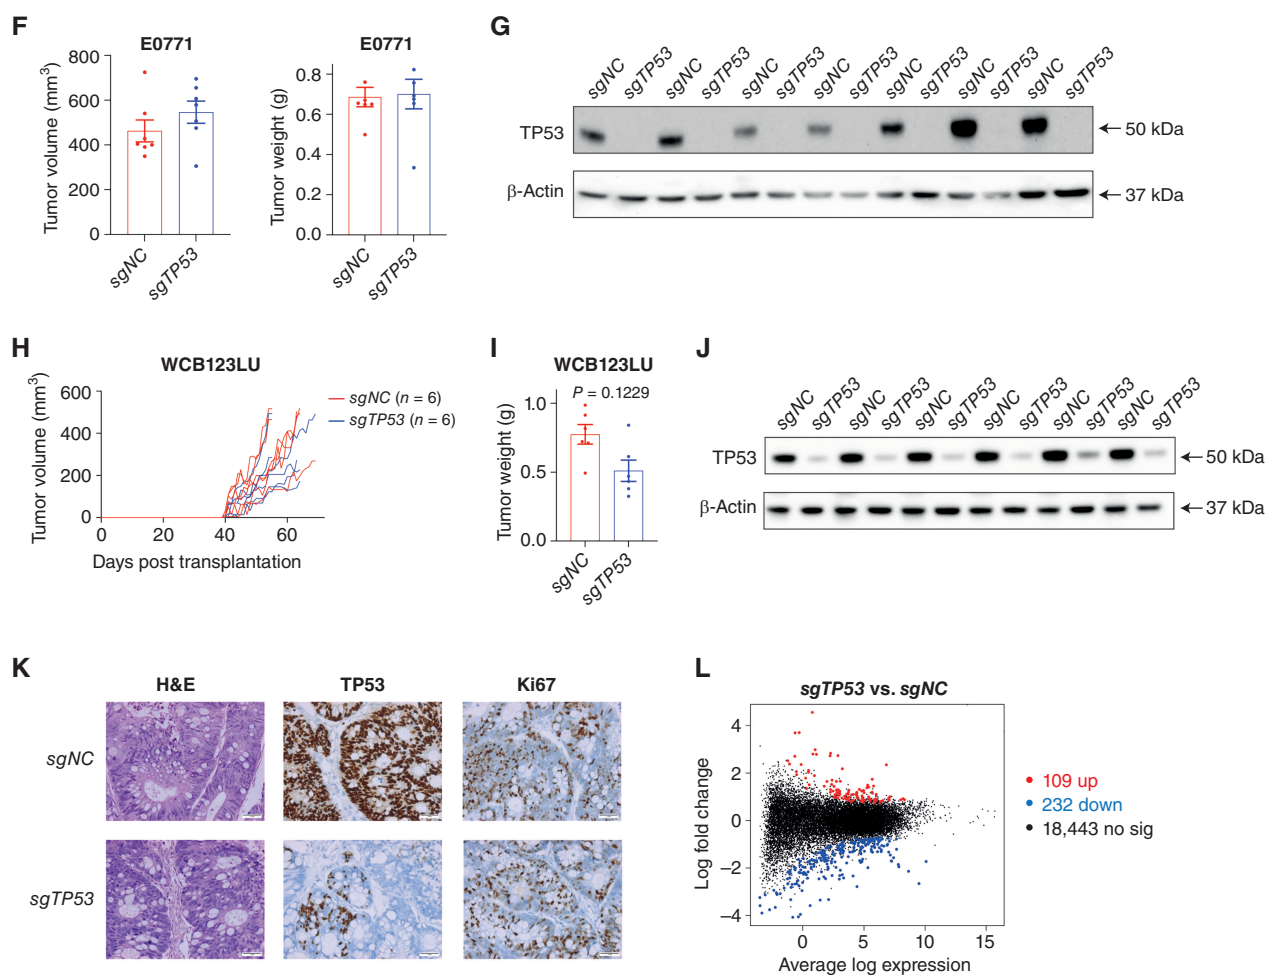 F
E0771
Tumor volume (mm³)
800
600
400
200
0
sgNC
sgTP53
E0771
Tumor weight (g)
0.8
0.6
0.4
0.2
0.0
sgNC
sgTP53
G
sgNC sgTP53 sgNC sgTP53 sgNC sgTP53 sgNC sgTP53 sgNC sgTP53 sgNC sgTP53 sgNC sgTP53
TP53
←50 kDa
β-Actin
←37 kDa
H
WCB123LU
Tumor volume (mm³)
600
400
200
0
0 20 40 60
Days post transplantation
sgNC (n = 6)
sgTP53 (n = 6)
I
WCB123LU
P = 0.1229
Tumor weight (g)
1.0
0.5
0.0
sgNC
sgTP53
J
sgNC sgTP53 sgNC sgTP53 sgNC sgTP53 sgNC sgTP53 sgNC sgTP53 sgNC sgTP53
TP53
←50 kDa
β-Actin
←37 kDa
K
H&E TP53 Ki67
sgNC
sgTP53
L
sgTP53 vs. sgNC
Log fold change
4
2
0
−2
−4
0 5 10 15
Average log expression
109 up
232 down
18,443 no sig